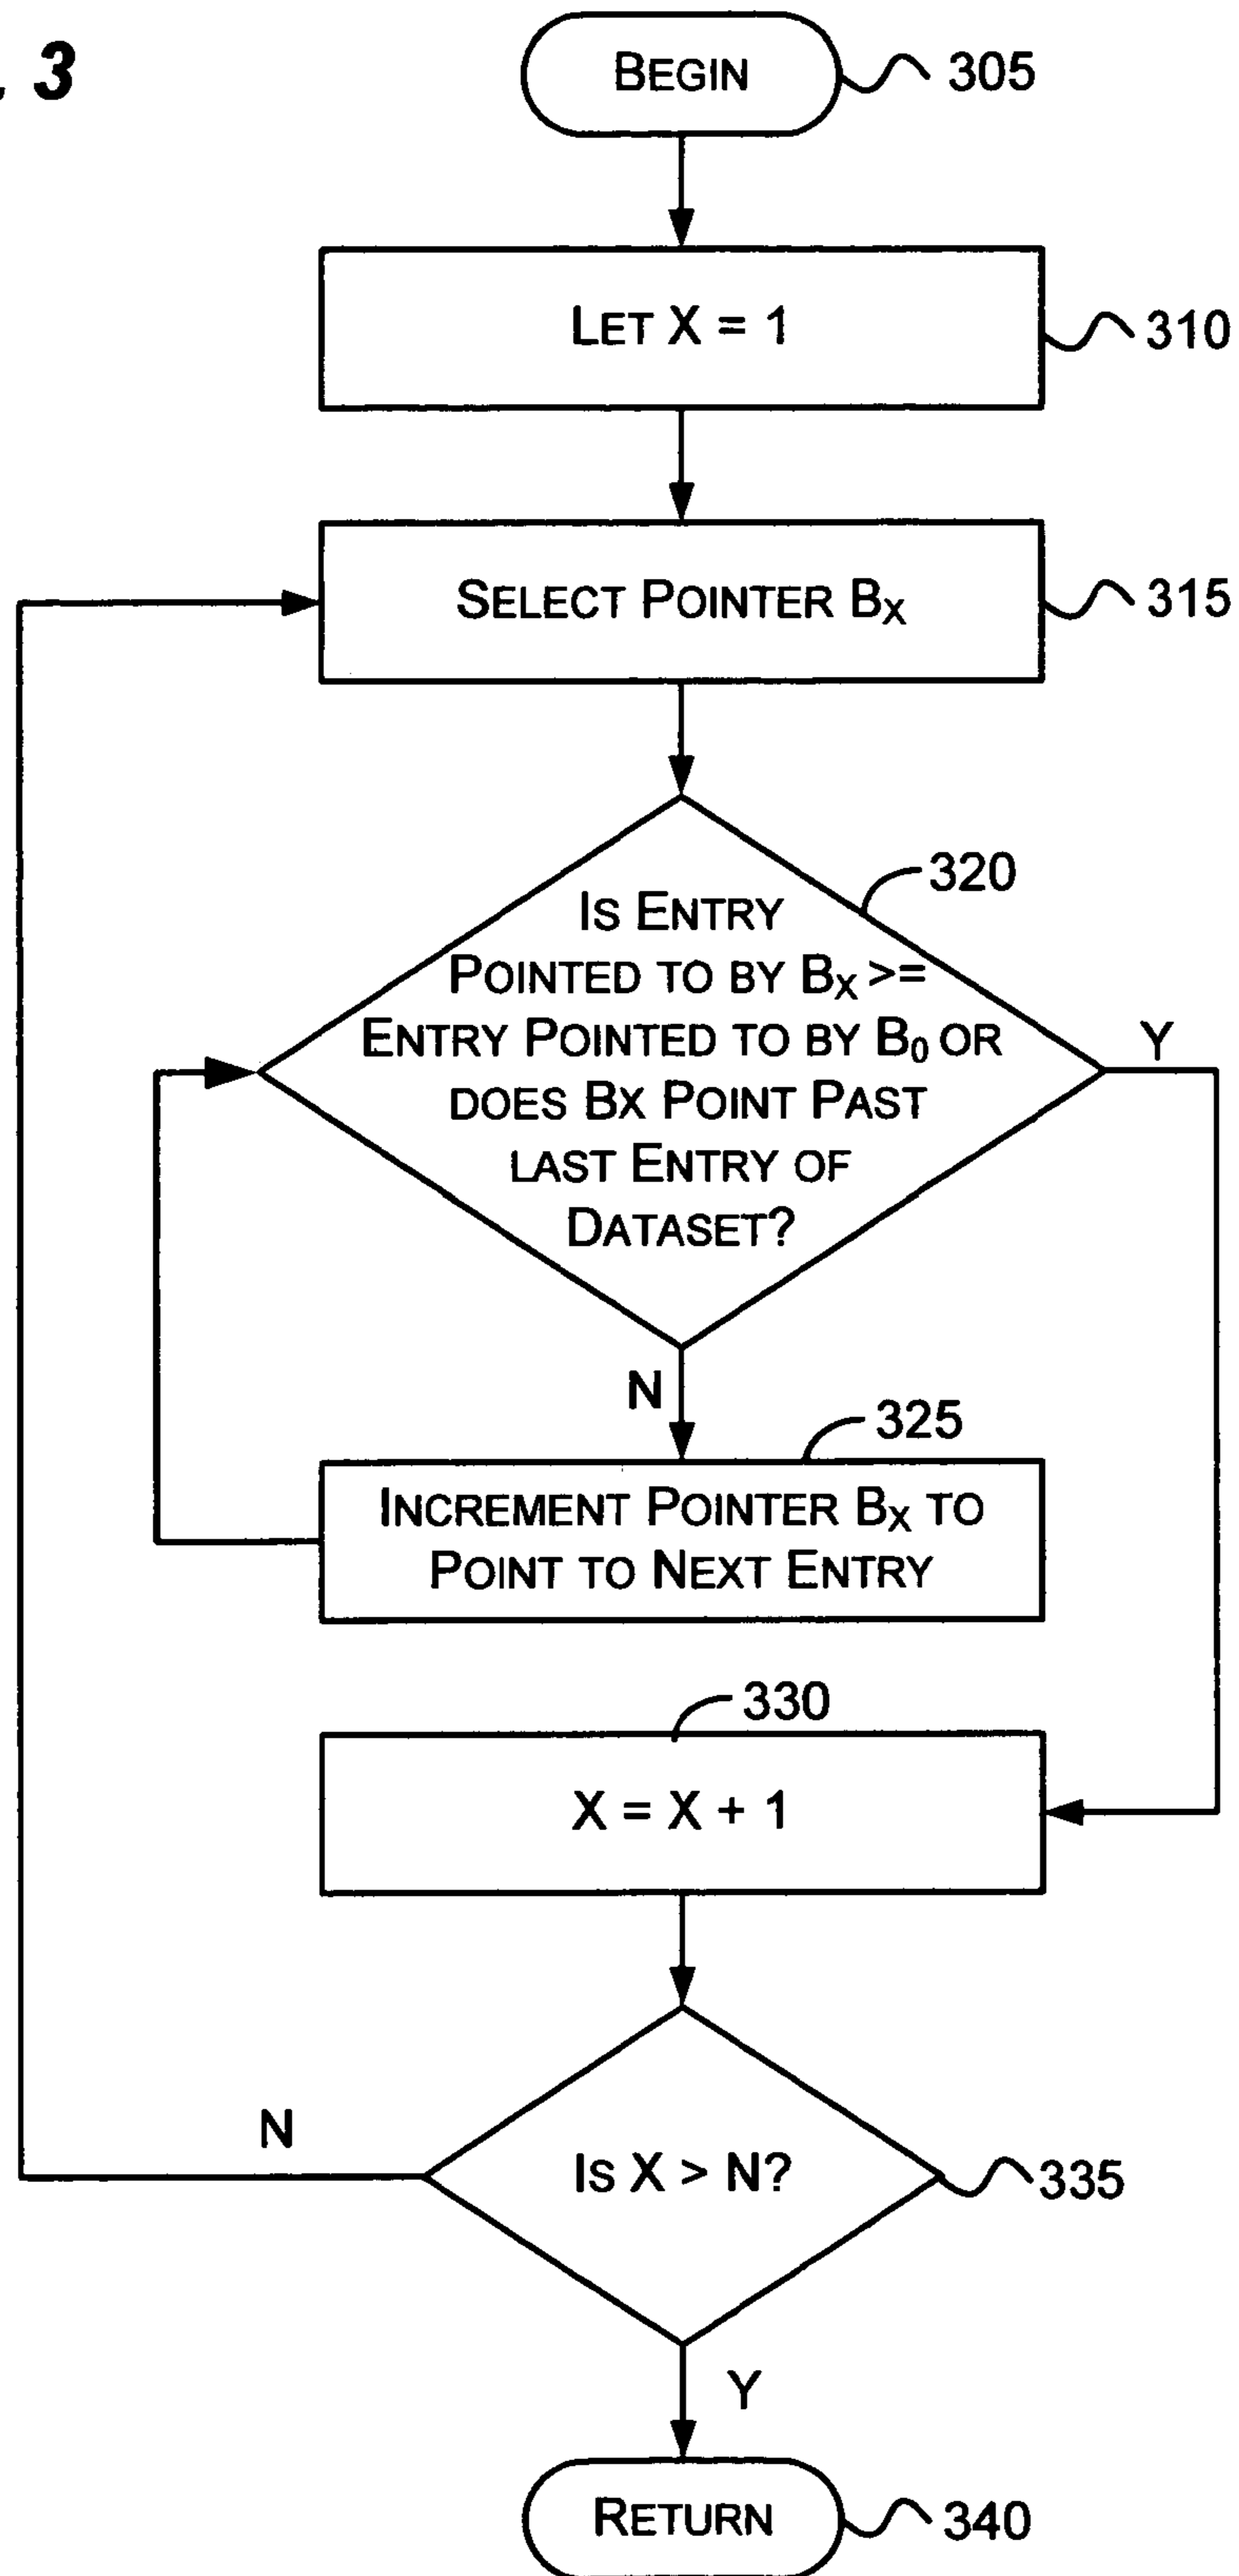 . 3
BEGIN
305
LET X = 1
310
SELECT POINTER BX
315
320
IS ENTRY
POINTED TO BY BX >=
ENTRY POINTED TO BY B0 OR
DOES BX POINT PAST
LAST ENTRY OF
DATASET?
Y
N
325
INCREMENT POINTER BX TO
POINT TO NEXT ENTRY
330
X = X + 1
N
IS X > N?
335
Y
RETURN
340